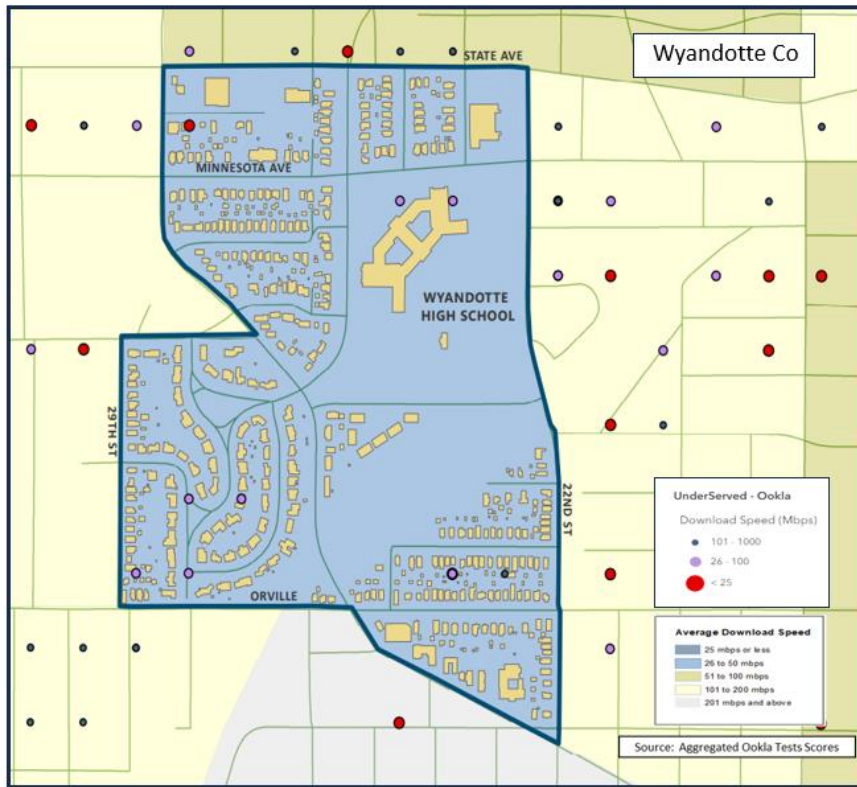 Wyandotte Co
STATE AVE
MINNESOTA AVE
WYANDOTTE
HIGH SCHOOL
29TH ST
22ND ST
ORVILLE
UnderServed - Ookla
Download Speed (Mbps)
101 - 1000
26 - 100
< 25
Average Download Speed
25 mbps or less
26 to 50 mbps
51 to 100 mbps
101 to 200 mbps
201 mbps and above
Source: Aggregated Ookla Tests Scores